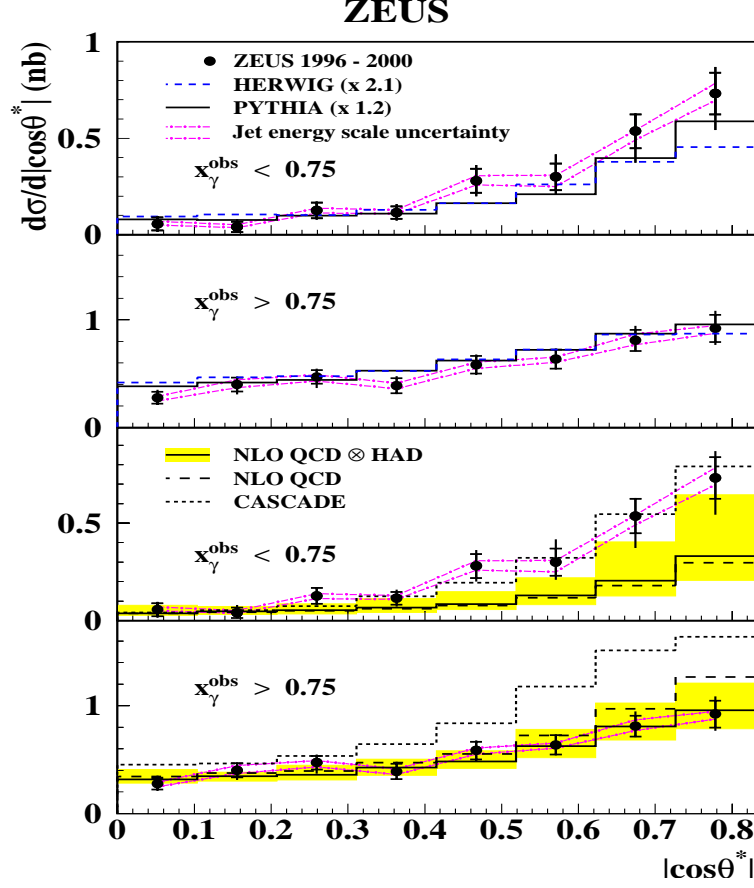 ZEUS
dσ/d|cosθ*| (nb)
1
ZEUS 1996 - 2000
HERWIG (x 2.1)
PYTHIA (x 1.2)
Jet energy scale uncertainty
0.5
xγobs < 0.75
0
xγobs > 0.75
1
0
NLO QCD ⊗ HAD
NLO QCD
CASCADE
0.5
xγobs < 0.75
0
xγobs > 0.75
1
0
0 0.1 0.2 0.3 0.4 0.5 0.6 0.7 0.8
|cosθ*|